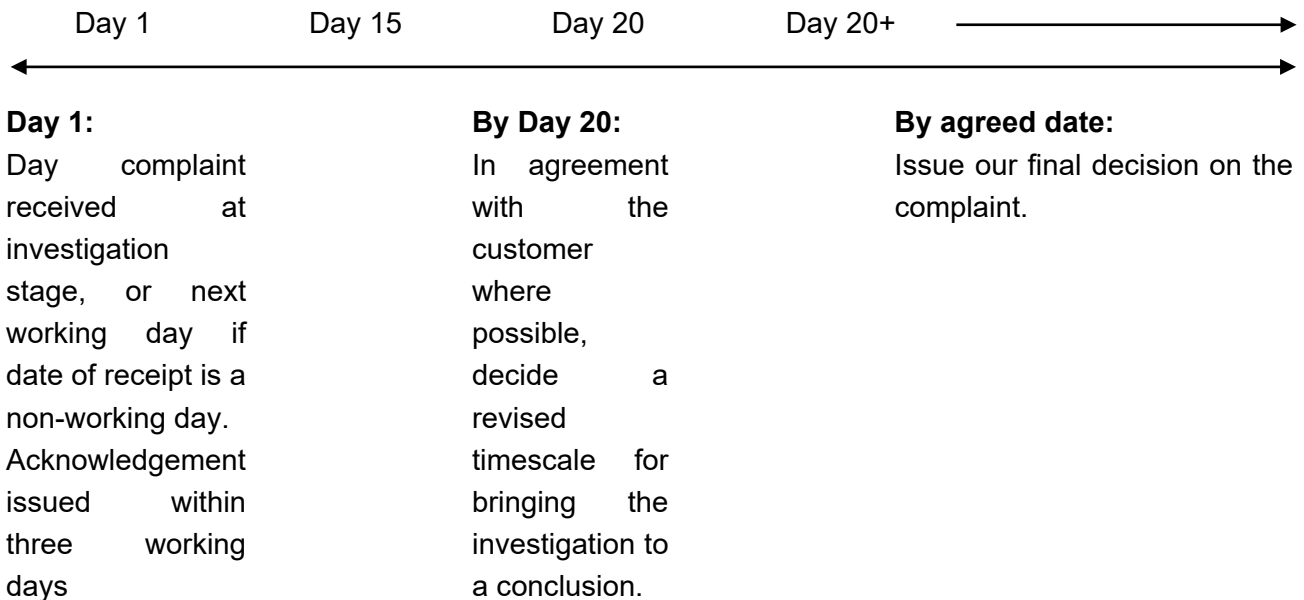 Day 1 Day 15 Day 20 Day 20+
Day 1:
Day complaint
received at
investigation
stage, or next
working day if
date of receipt is a
non-working day.
Acknowledgement
issued within
three working
days
By Day 20:
In agreement
with the
customer
where
possible,
decide a
revised
timescale for
bringing the
investigation to
a conclusion.
By agreed date:
Issue our final decision on the
complaint.